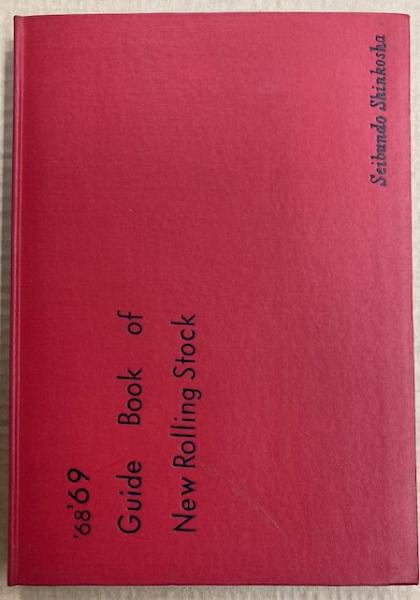 '68'69
Guide Book of
New Rolling Stock
Seibundo Shinkosha